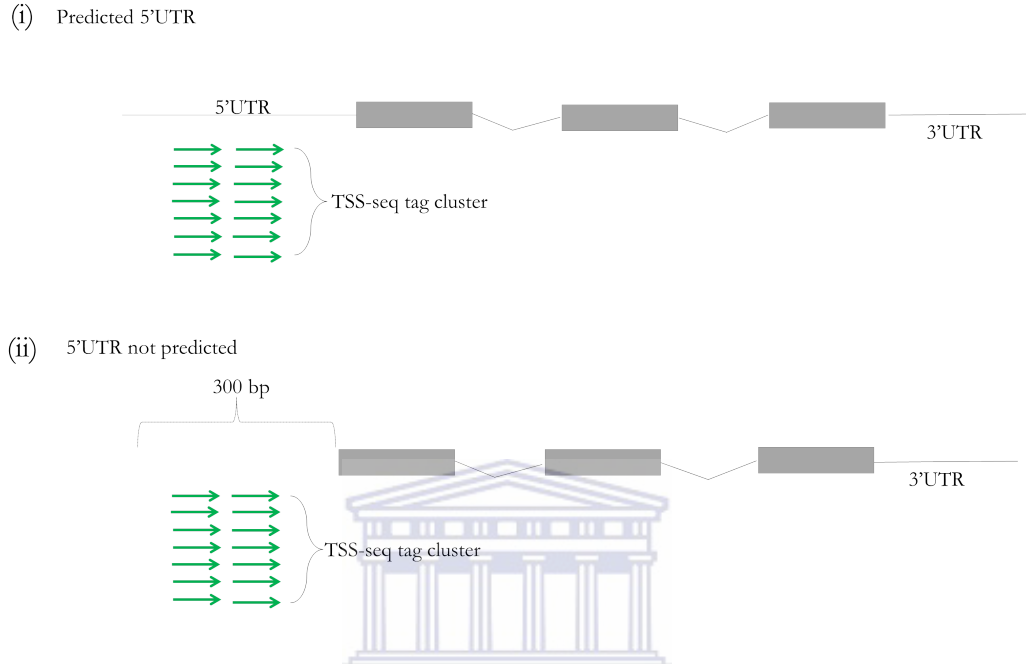 (i) Predicted 5’UTR
5’UTR
3’UTR
TSS-seq tag cluster
(ii) 5’UTR not predicted
300 bp
3’UTR
TSS-seq tag cluster